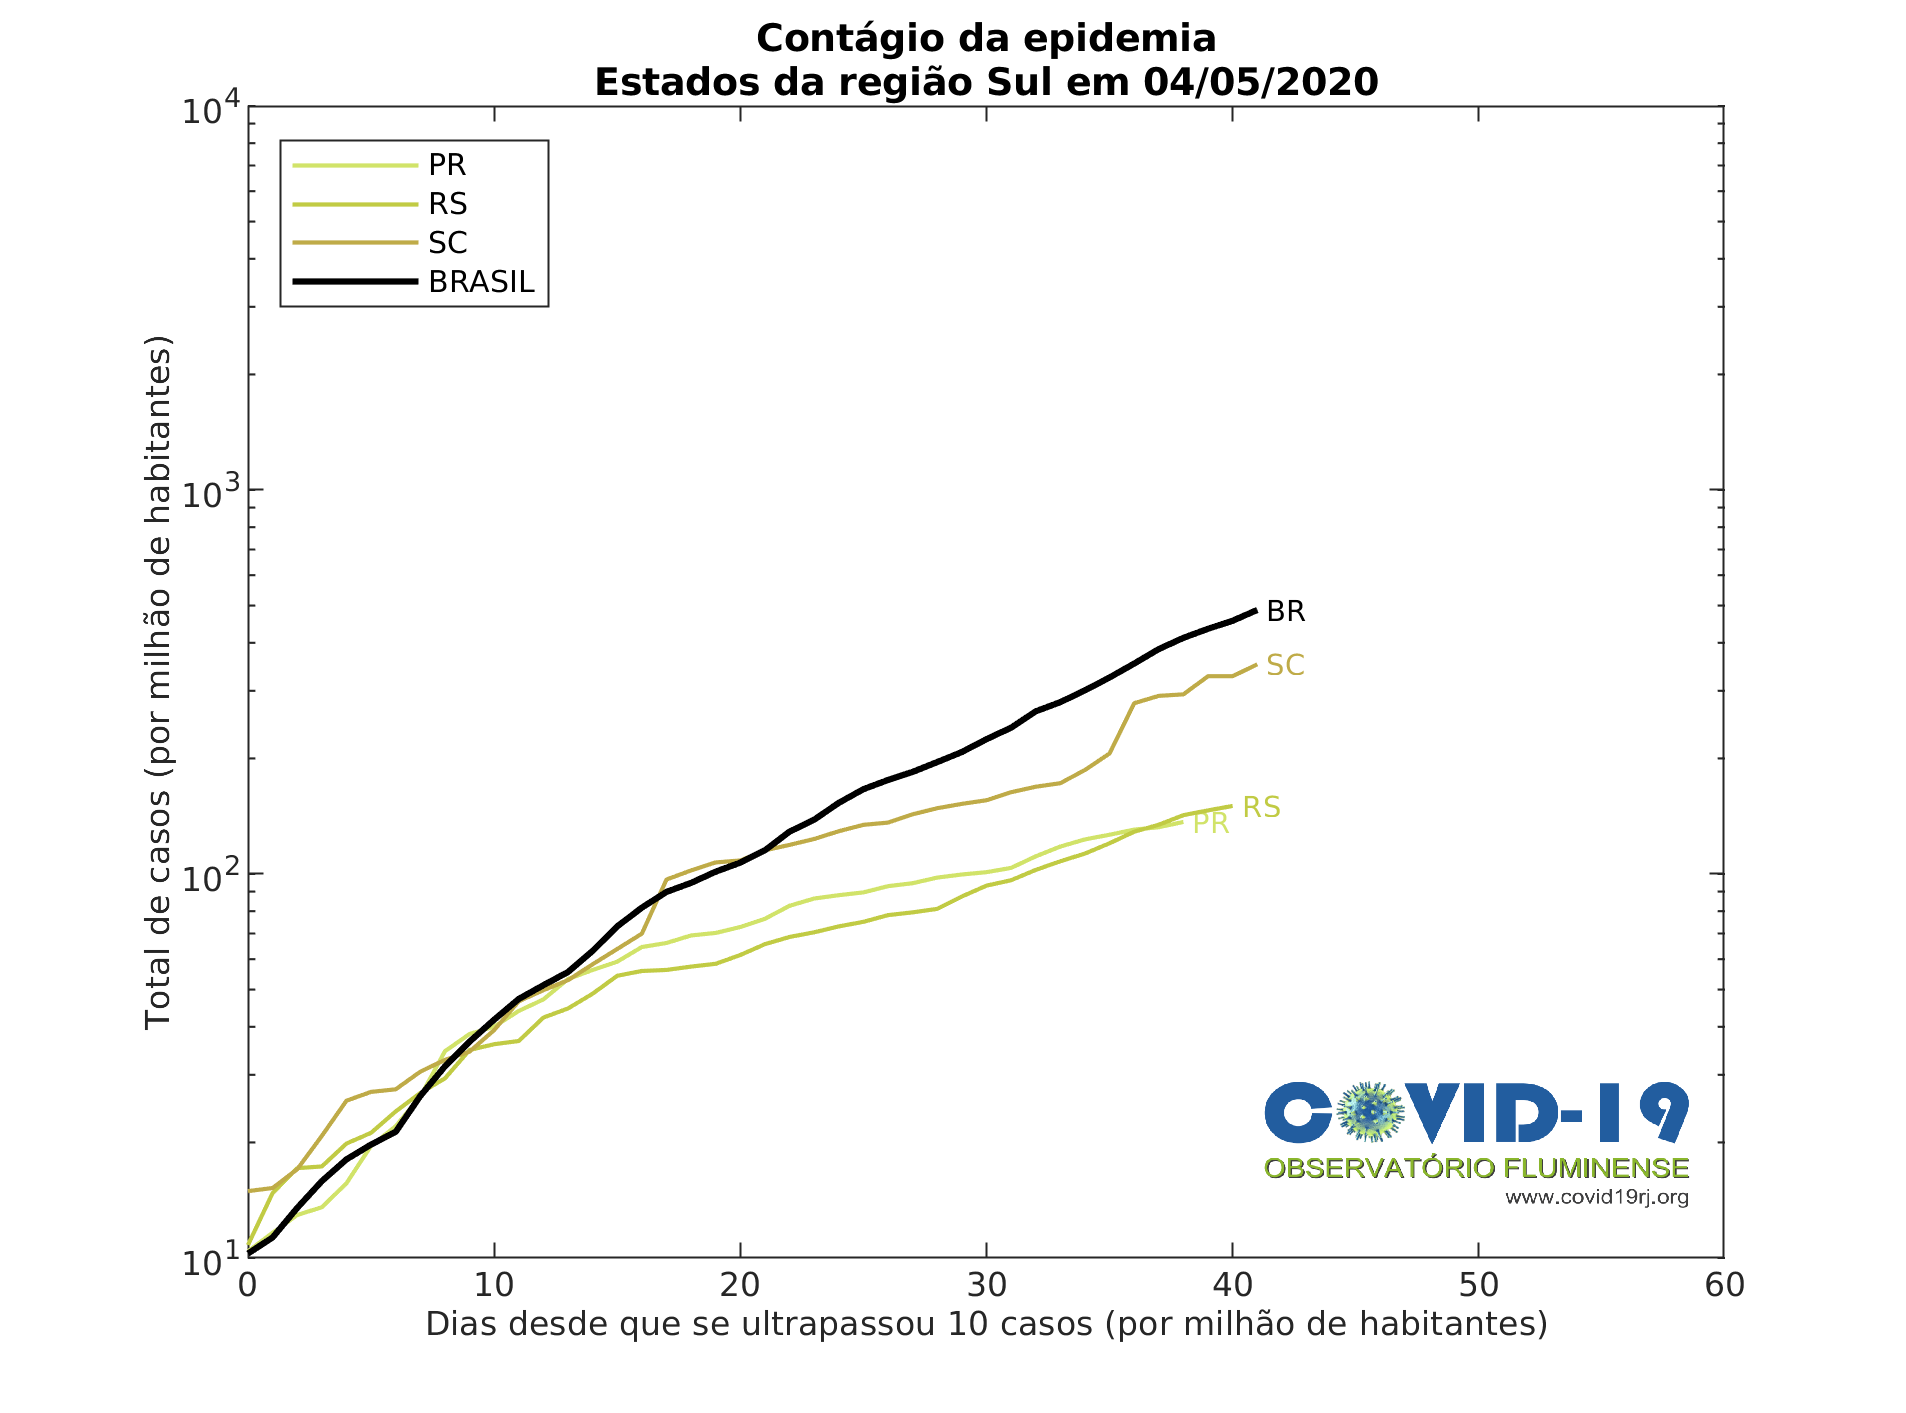 Contágio da epidemia
Estados da região Sul em 04/05/2020
PR
RS
SC
BRASIL
Total de casos (por milhão de habitantes)
10^4
10^3
10^2
10^1
BR
SC
RS
PR
COVID-19
OBSERVATÓRIO FLUMINENSE
www.covid19rj.org
0 10 20 30 40 50 60
Dias desde que se ultrapassou 10 casos (por milhão de habitantes)